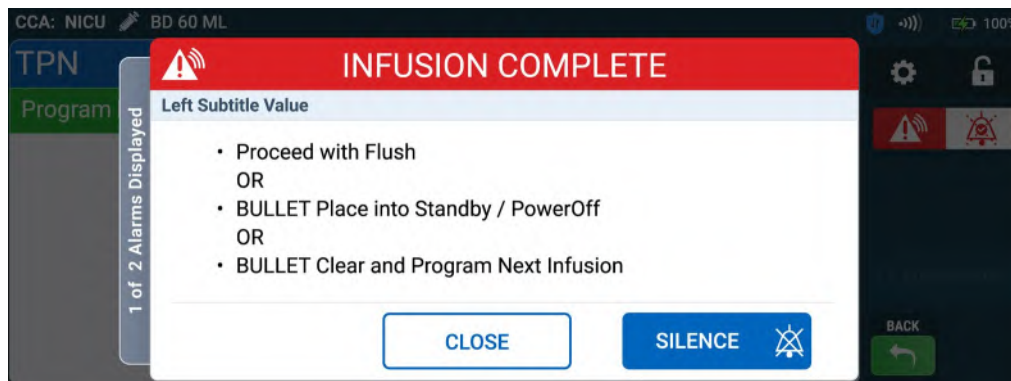 CCA: NICU BD 60 ML
100%
TPN
Program
1 of 2 Alarms Displayed
INFUSION COMPLETE
Left Subtitle Value
• Proceed with Flush
OR
• BULLET Place into Standby / PowerOff
OR
• BULLET Clear and Program Next Infusion
CLOSE
SILENCE
BACK